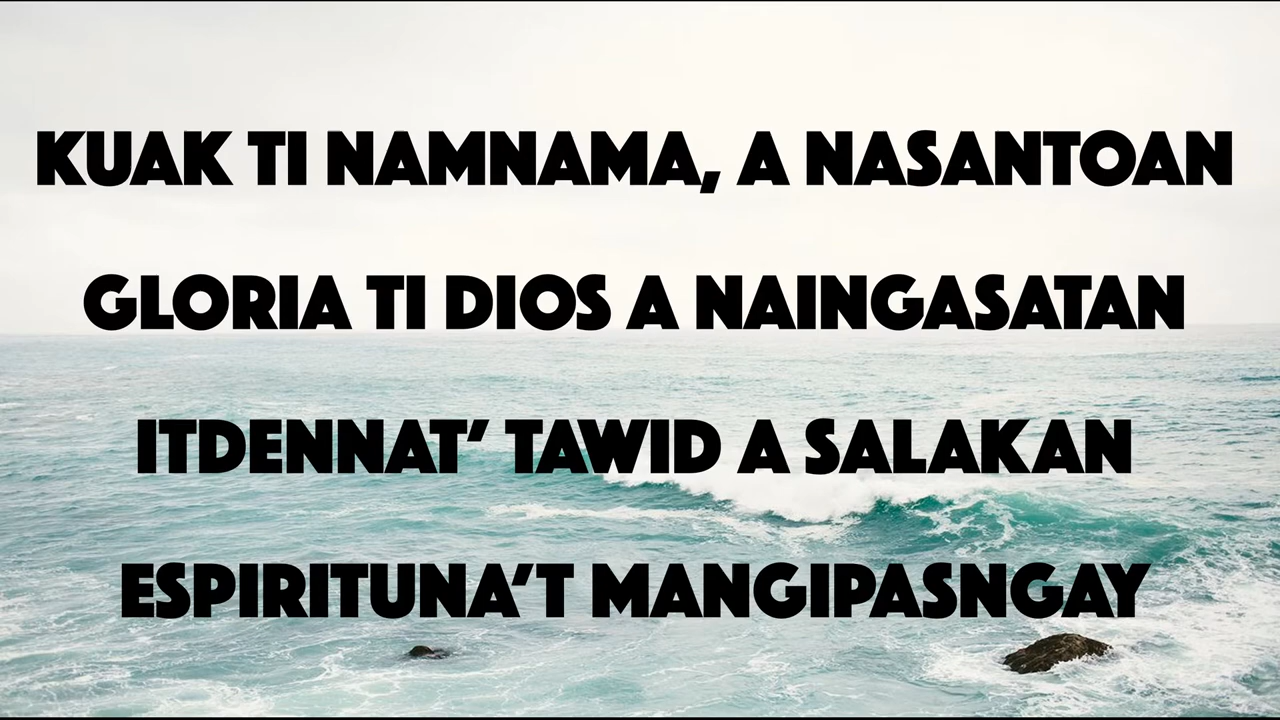 KUAK TI NAMNAMA, A NASANTOAN
GLORIA TI DIOS A NAINGASATAN
ITDENNAT’ TAWID A SALAKAN
ESPIRITUNA’T MANGIPASNGAY